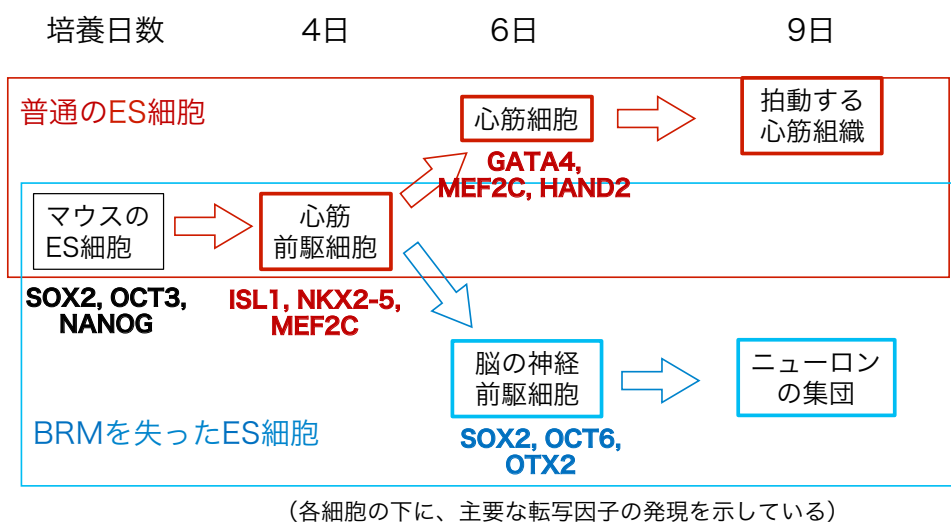 培養日数 4日 6日 9日
普通のES細胞
心筋細胞
拍動する
心筋組織
GATA4,
MEF2C, HAND2
マウスの
ES細胞
心筋
前駆細胞
SOX2, OCT3,
NANOG
ISL1, NKX2-5,
MEF2C
脳の神経
前駆細胞
ニューロン
の集団
BRMを失ったES細胞
SOX2, OCT6,
OTX2
（各細胞の下に、主要な転写因子の発現を示している）